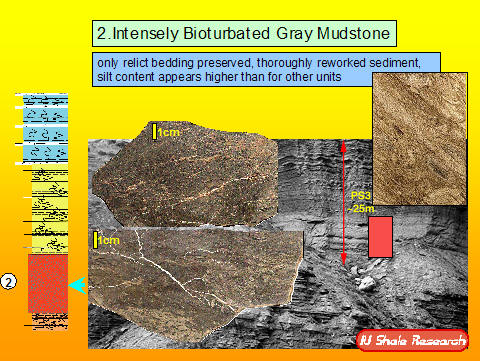 2.Intensely Bioturbated Gray Mudstone
only relict bedding preserved, thoroughly reworked sediment,
silt content appears higher than for other units
1cm
PS3
~25m
1cm
2
IU Shale Research